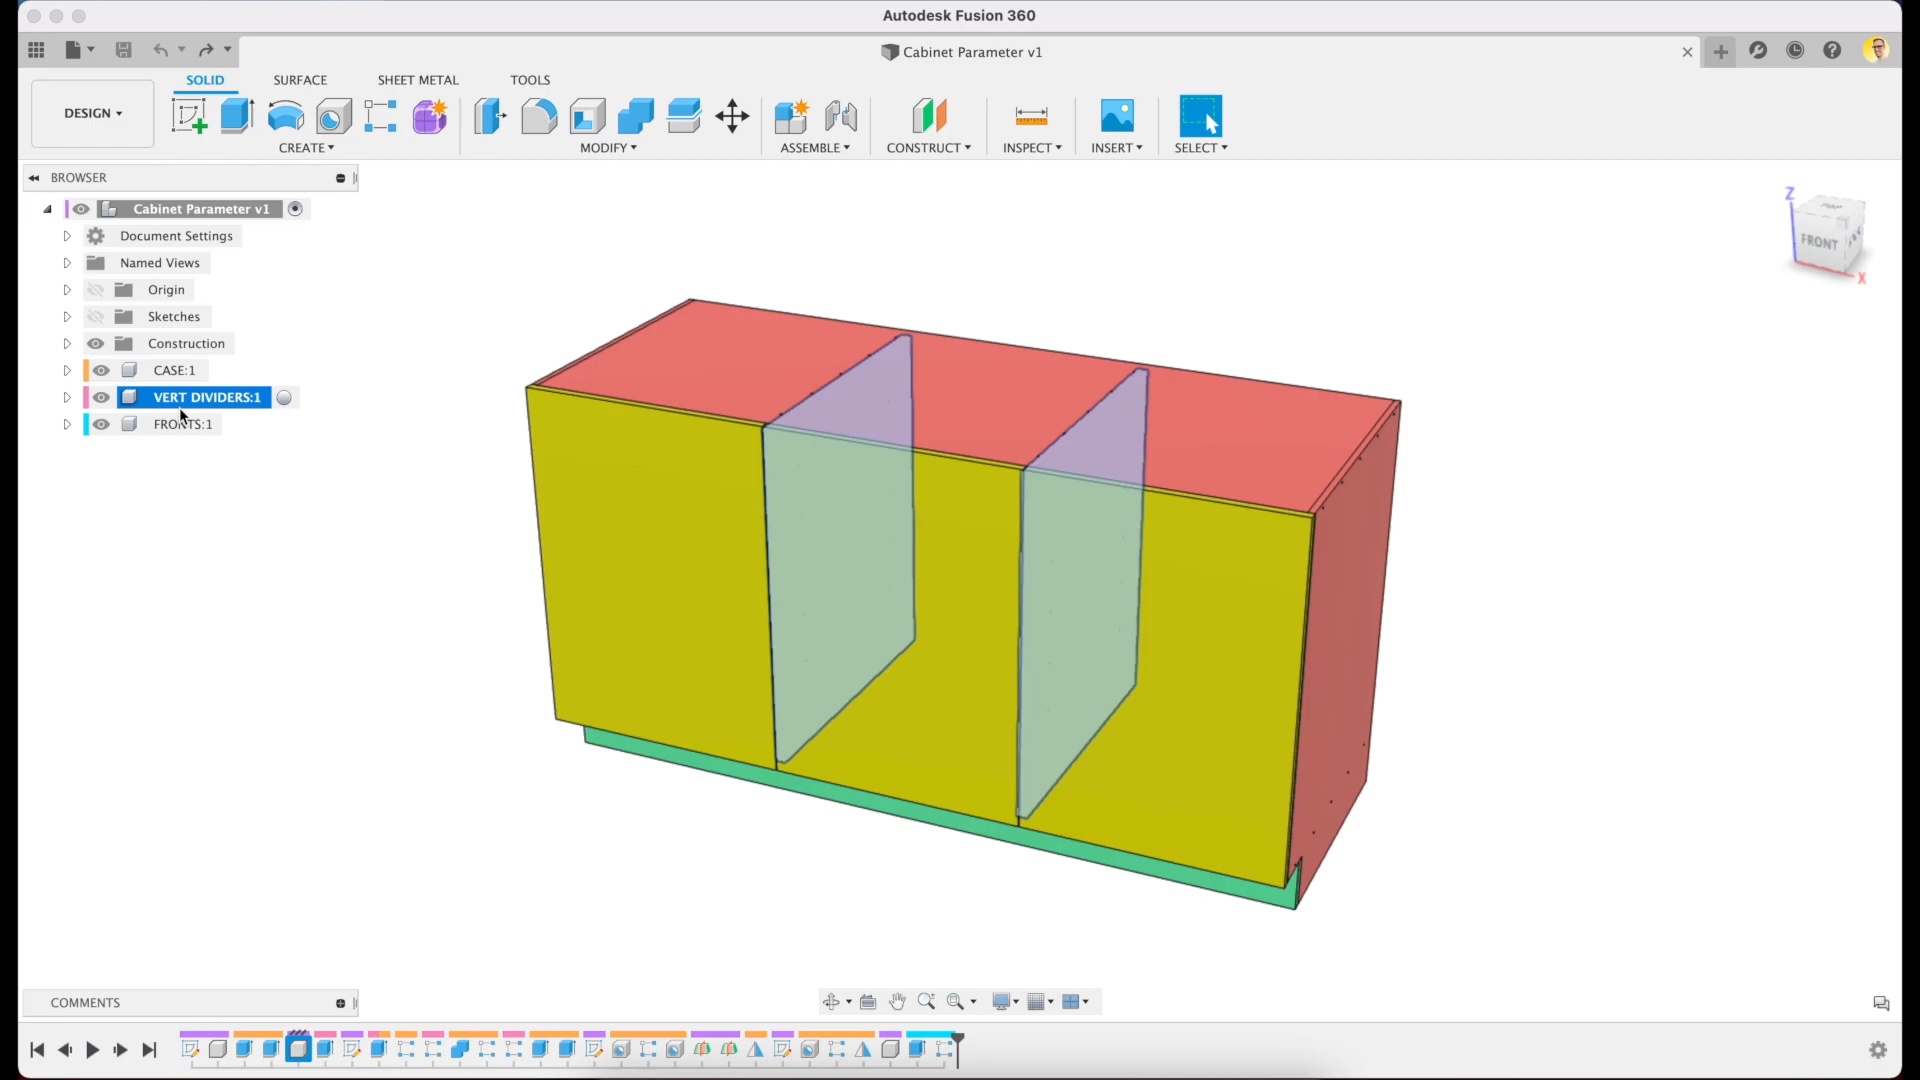 Autodesk Fusion 360
Cabinet Parameter v1
SOLID SURFACE SHEET METAL TOOLS
DESIGN
CREATE MODIFY ASSEMBLE CONSTRUCT INSPECT INSERT SELECT
BROWSER
Cabinet Parameter v1
Document Settings
Named Views
Origin
Sketches
Construction
CASE:1
VERT DIVIDERS:1
FRONTS:1
Z
FRONT
X
COMMENTS